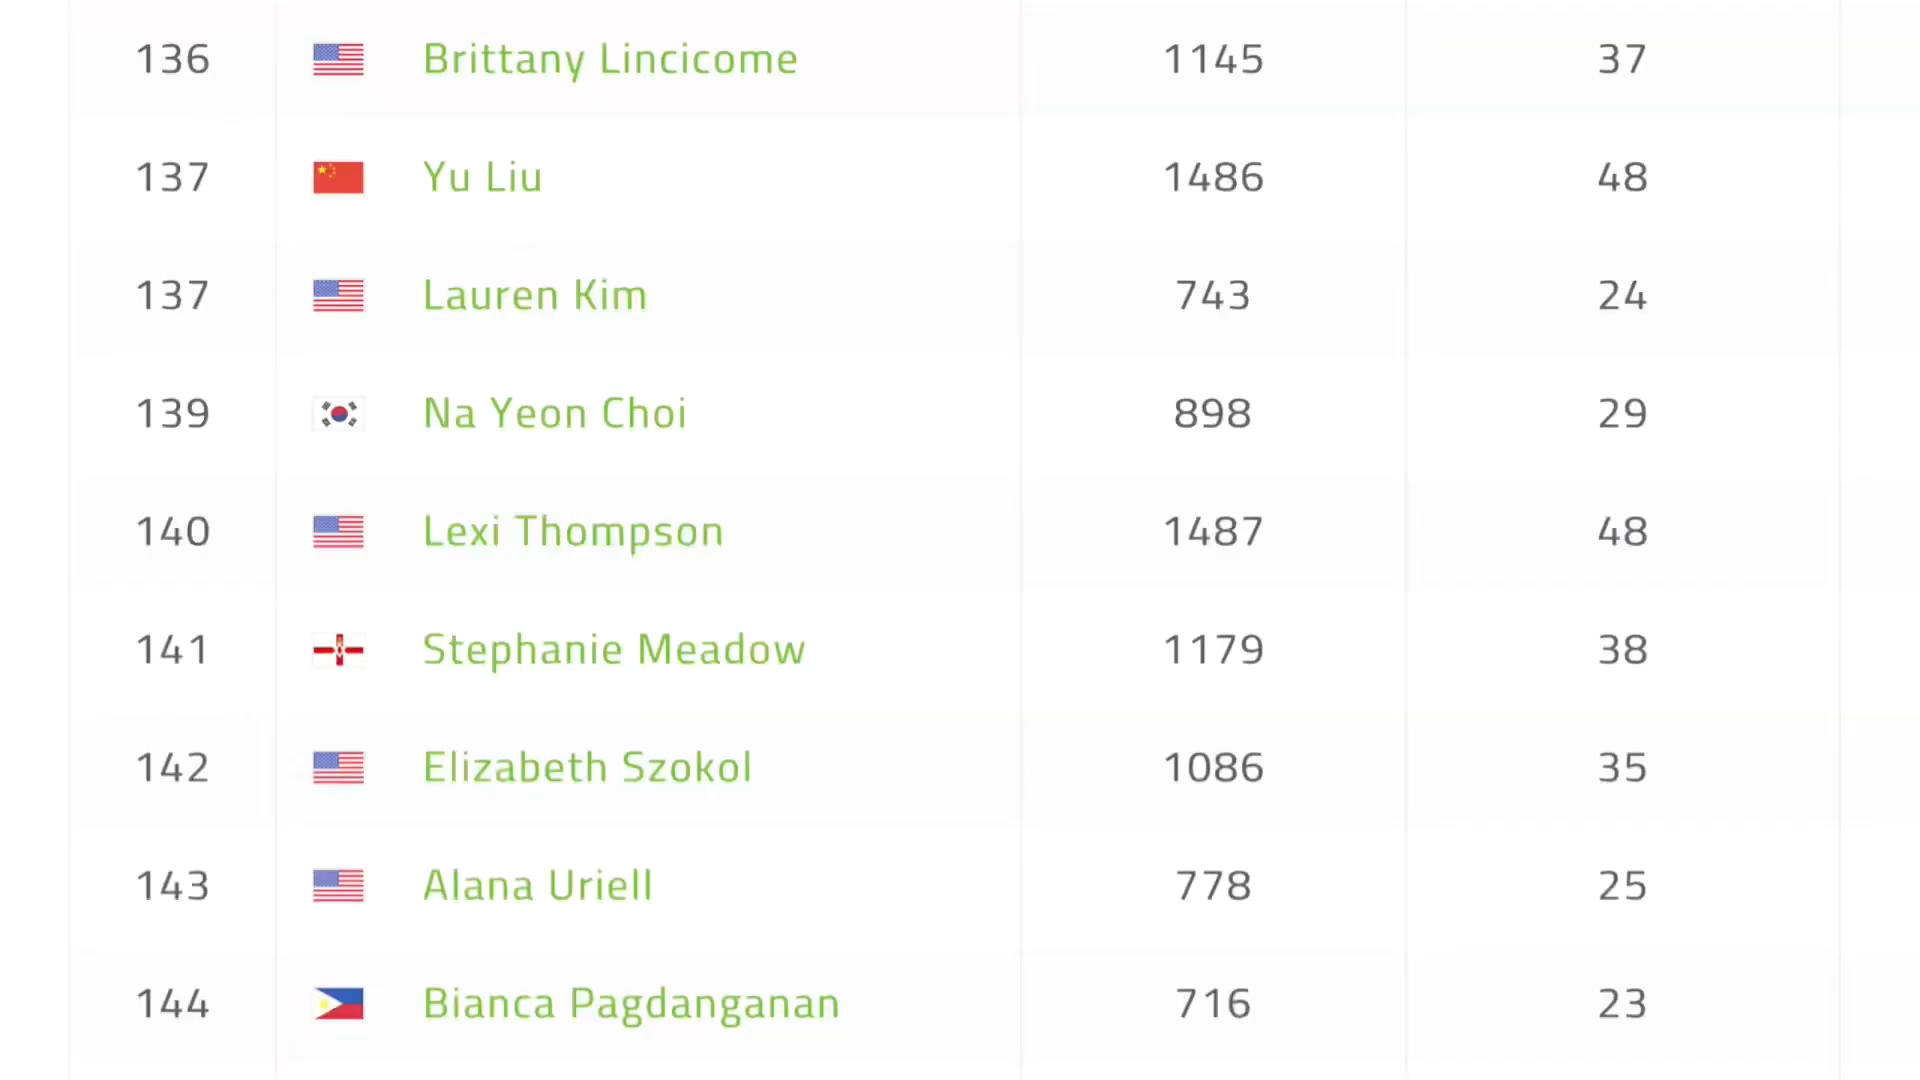 136 Brittany Lincicome 1145 37
137 Yu Liu 1486 48
137 Lauren Kim 743 24
139 Na Yeon Choi 898 29
140 Lexi Thompson 1487 48
141 Stephanie Meadow 1179 38
142 Elizabeth Szokol 1086 35
143 Alana Uriell 778 25
144 Bianca Pagdanganan 716 23